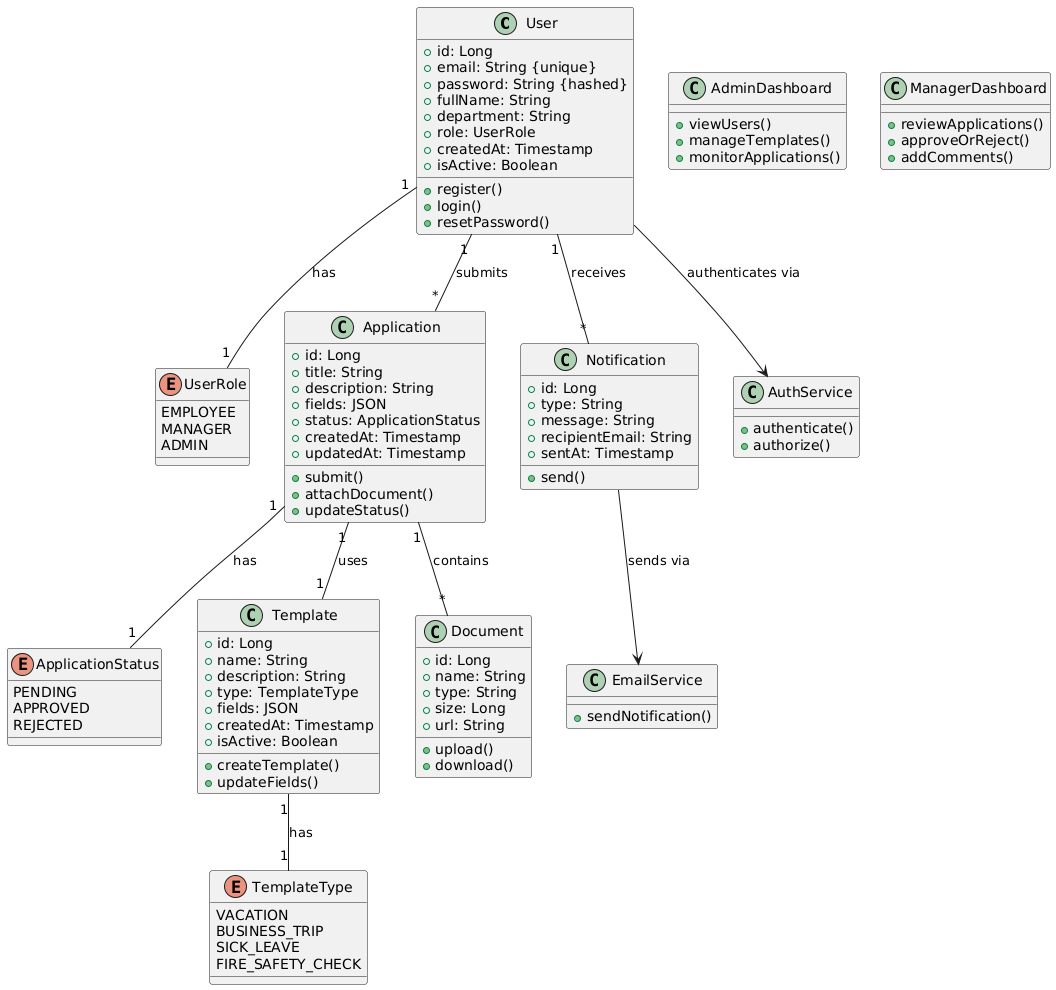 C User
+ id: Long
+ email: String {unique}
+ password: String {hashed}
+ fullName: String
+ department: String
+ role: UserRole
+ createdAt: Timestamp
+ isActive: Boolean
+ register()
+ login()
+ resetPassword()
C AdminDashboard
+ viewUsers()
+ manageTemplates()
+ monitorApplications()
C ManagerDashboard
+ reviewApplications()
+ approveOrReject()
+ addComments()
1
has
1
1
submits
*
1
receives
*
authenticates via
E UserRole
EMPLOYEE
MANAGER
ADMIN
C Application
+ id: Long
+ title: String
+ description: String
+ fields: JSON
+ status: ApplicationStatus
+ createdAt: Timestamp
+ updatedAt: Timestamp
+ submit()
+ attachDocument()
+ updateStatus()
C Notification
+ id: Long
+ type: String
+ message: String
+ recipientEmail: String
+ sentAt: Timestamp
+ send()
C AuthService
+ authenticate()
+ authorize()
1
has
1
1
uses
1
1
contains
*
sends via
E ApplicationStatus
PENDING
APPROVED
REJECTED
C Template
+ id: Long
+ name: String
+ description: String
+ type: TemplateType
+ fields: JSON
+ createdAt: Timestamp
+ isActive: Boolean
+ createTemplate()
+ updateFields()
C Document
+ id: Long
+ name: String
+ type: String
+ size: Long
+ url: String
+ upload()
+ download()
C EmailService
+ sendNotification()
1
has
1
E TemplateType
VACATION
BUSINESS_TRIP
SICK_LEAVE
FIRE_SAFETY_CHECK